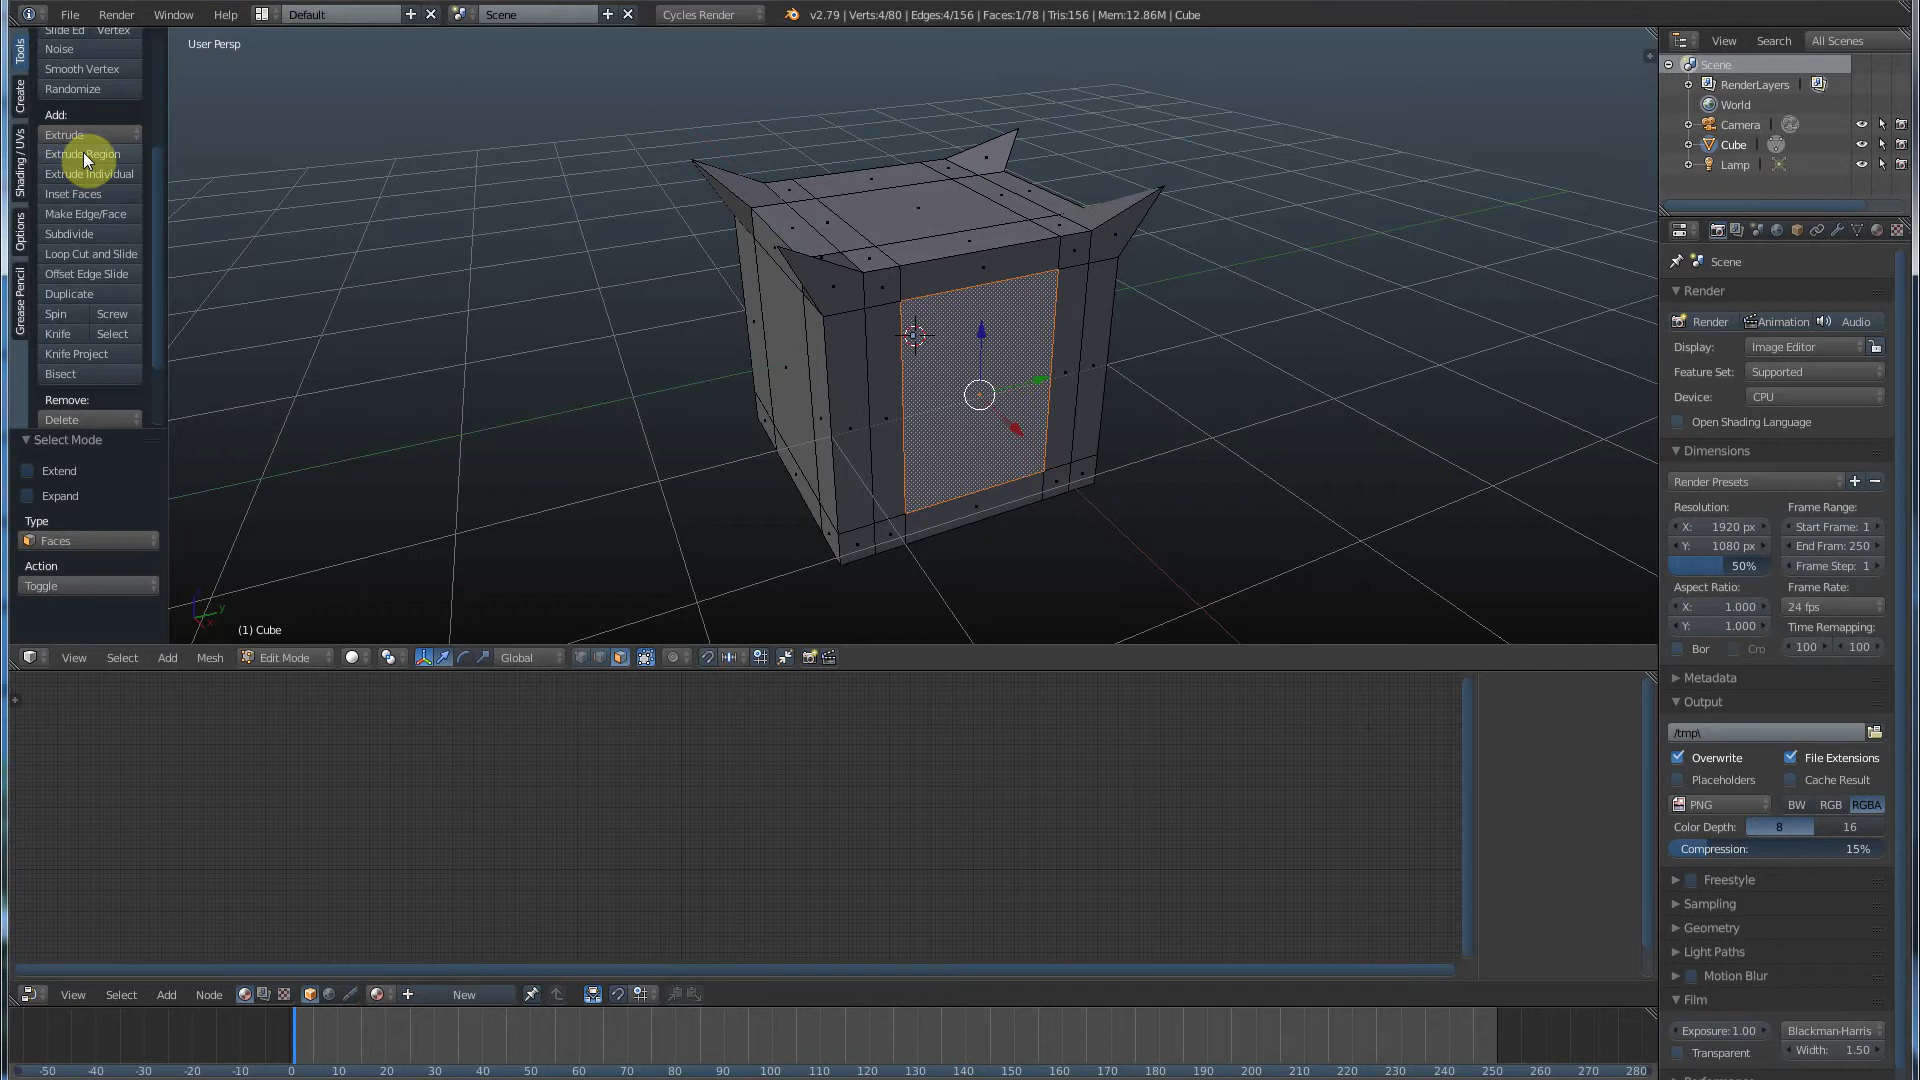 File Render Window Help Default Scene Cycles Render v2.79 | Verts:4/80 | Edges:4/156 | Faces:1/78 | Tris:156 | Mem:12.86M | Cube
Tools
Create
Shading / UVs
Options
Grease Pencil
Slide Ed Vertex
Noise
Smooth Vertex
Randomize
Add:
Extrude
Extrude Region
Extrude Individual
Inset Faces
Make Edge/Face
Subdivide
Loop Cut and Slide
Offset Edge Slide
Duplicate
Spin Screw
Knife Select
Knife Project
Bisect
Remove:
Delete
Select Mode
Extend
Expand
Type
Faces
Action
Toggle
User Persp
z
y
x
(1) Cube
View Select Add Mesh Edit Mode Global
View Search All Scenes
Scene
RenderLayers
World
Camera
Cube
Lamp
Scene
Render
Render Animation Audio
Display: Image Editor
Feature Set: Supported
Device: CPU
Open Shading Language
Dimensions
Render Presets
Resolution: Frame Range:
X: 1920 px Start Frame: 1
Y: 1080 px End Fram: 250
50% Frame Step: 1
Aspect Ratio: Frame Rate:
X: 1.000 24 fps
Y: 1.000 Time Remapping:
Bor Cro 100 100
Metadata
Output
/tmp\
Overwrite File Extensions
Placeholders Cache Result
PNG BW RGB RGBA
Color Depth: 8 16
Compression: 15%
Freestyle
Sampling
Geometry
Light Paths
Motion Blur
Film
Exposure: 1.00 Blackman-Harris
Transparent Width: 1.50
View Select Add Node New
-50 -40 -30 -20 -10 0 10 20 30 40 50 60 70 80 90 100 110 120 130 140 150 160 170 180 190 200 210 220 230 240 250 260 270 280